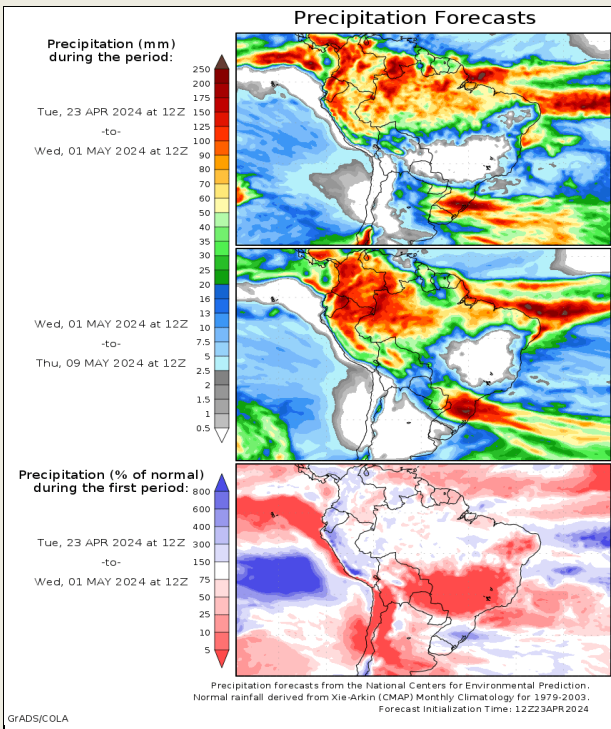 Precipitation Forecasts
Precipitation (mm)
during the period:
Tue, 23 APR 2024 at 12Z
-to-
Wed, 01 MAY 2024 at 12Z
250
200
175
150
125
100
90
80
70
60
50
40
35
30
25
20
16
13
10
7.5
5
2.5
2
1.5
1
0.5
Wed, 01 MAY 2024 at 12Z
-to-
Thu, 09 MAY 2024 at 12Z
Precipitation (% of normal)
during the first period:
Tue, 23 APR 2024 at 12Z
-to-
Wed, 01 MAY 2024 at 12Z
800
600
400
300
150
75
50
25
10
5
Precipitation forecasts from the National Centers for Environmental Prediction.
Normal rainfall derived from Xie-Arkin (CMAP) Monthly Climatology for 1979-2003.
Forecast Initialization Time: 12Z23APR2024
GrADS/COLA